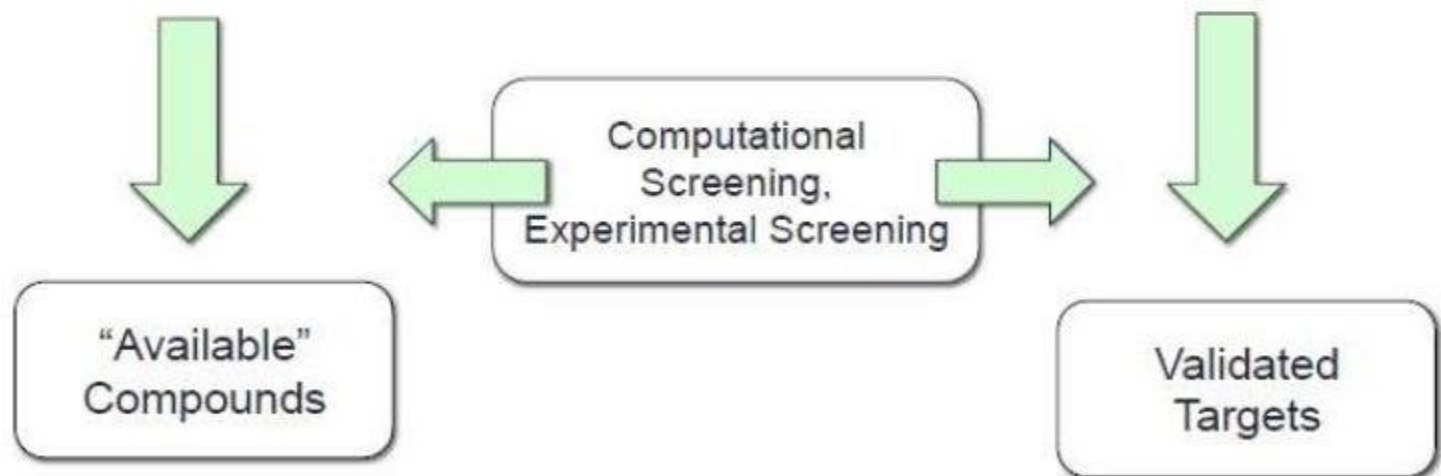 Computational
Screening,
Experimental Screening
“Available”
Compounds
Validated
Targets